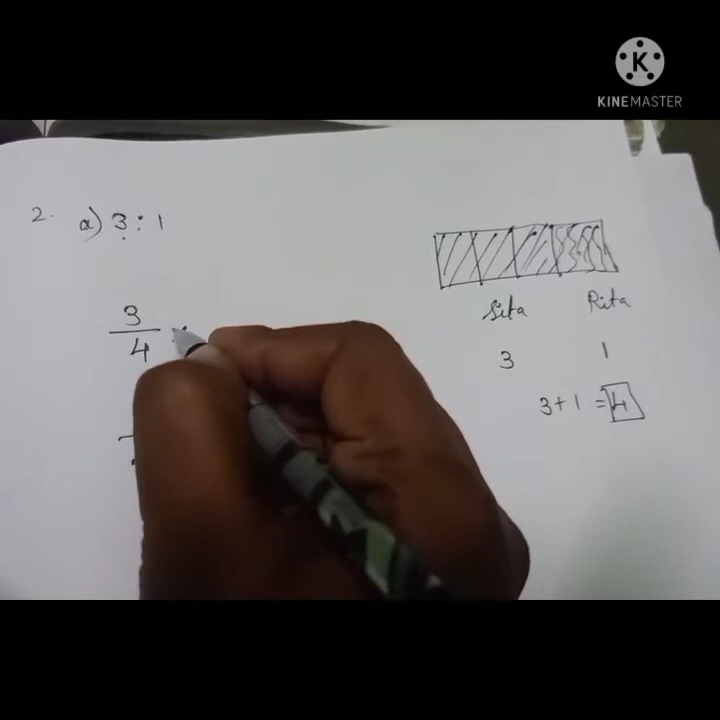 KINEMASTER
2. a) 3 : 1
Sita Rita
3 1
3+1 = 4
3
4